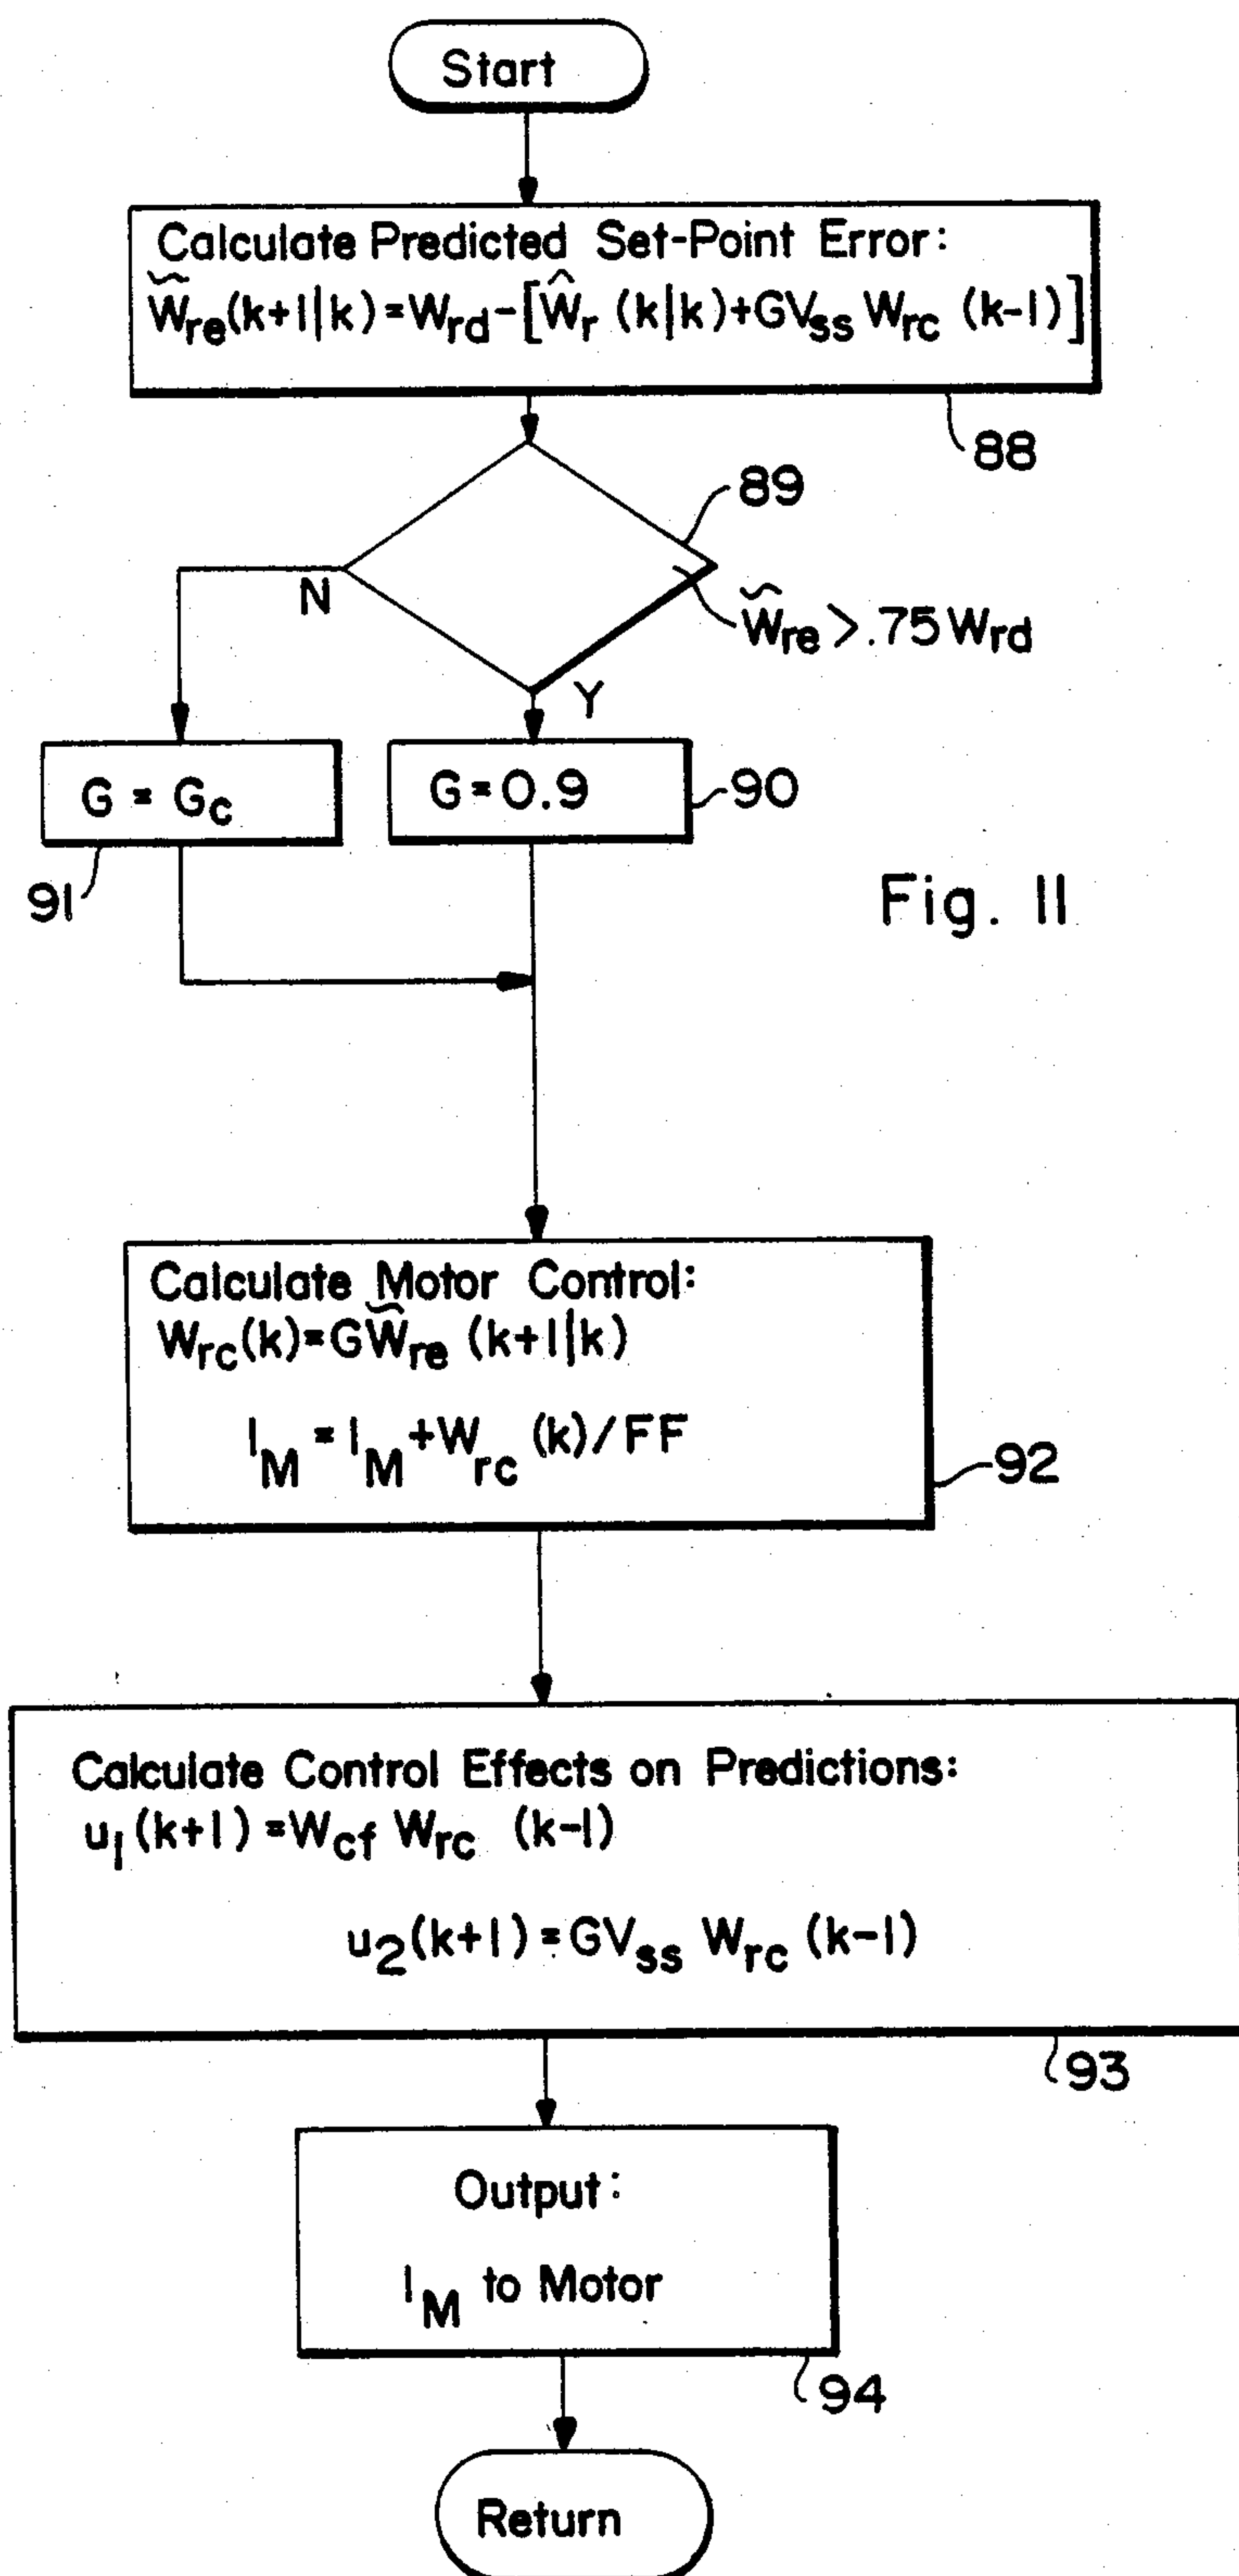 Start
Calculate Predicted Set-Point Error:
W̃̂re(k+1|k)=Wrd-[Ŵr (k|k)+GVss Wrc (k-1)]
88
89
N
W̃̂re > .75 Wrd
Y
G = Gc
G = 0.9
90
91
Fig. 11
Calculate Motor Control:
Wrc(k)=GW̃̂re (k+1|k)
IM = IM +Wrc (k)/FF
92
Calculate Control Effects on Predictions:
u1(k+1) = Wcf Wrc (k-1)
u2(k+1) = GVss Wrc (k-1)
93
Output:
IM to Motor
94
Return